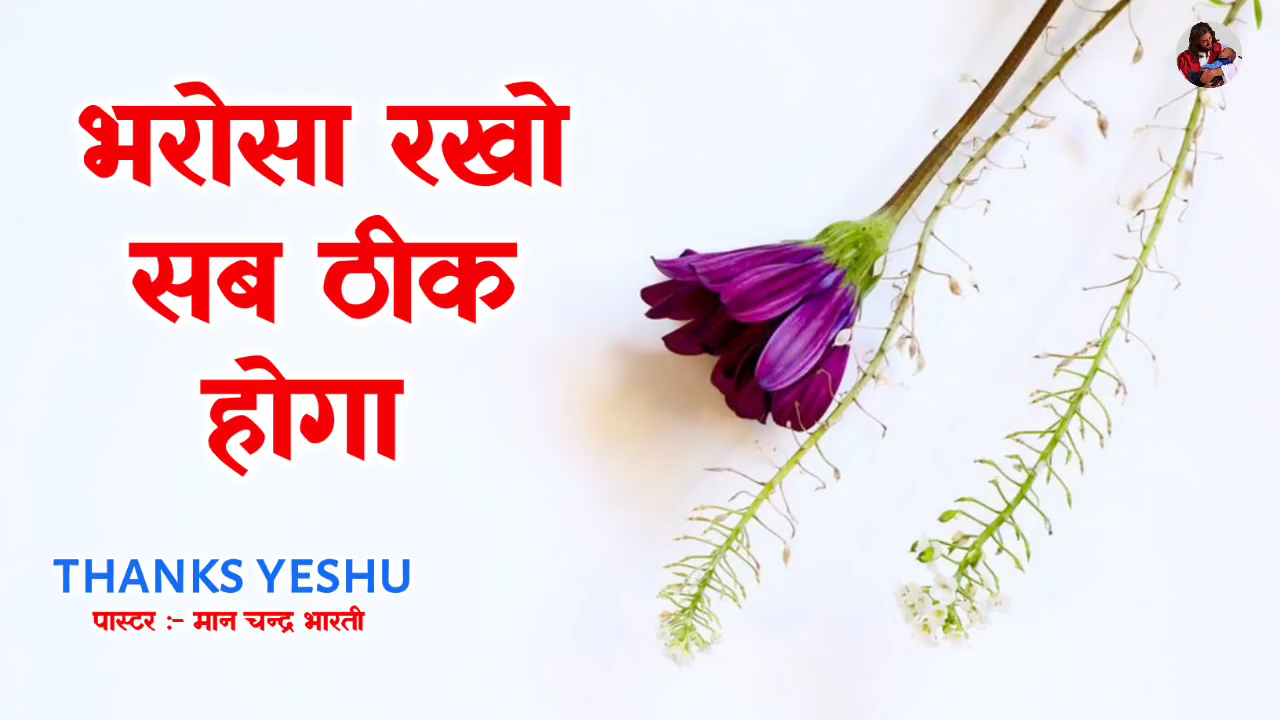 भरोसा रखो
सब ठीक
होगा
THANKS YESHU
पास्टर :- मान चन्द्र भारती